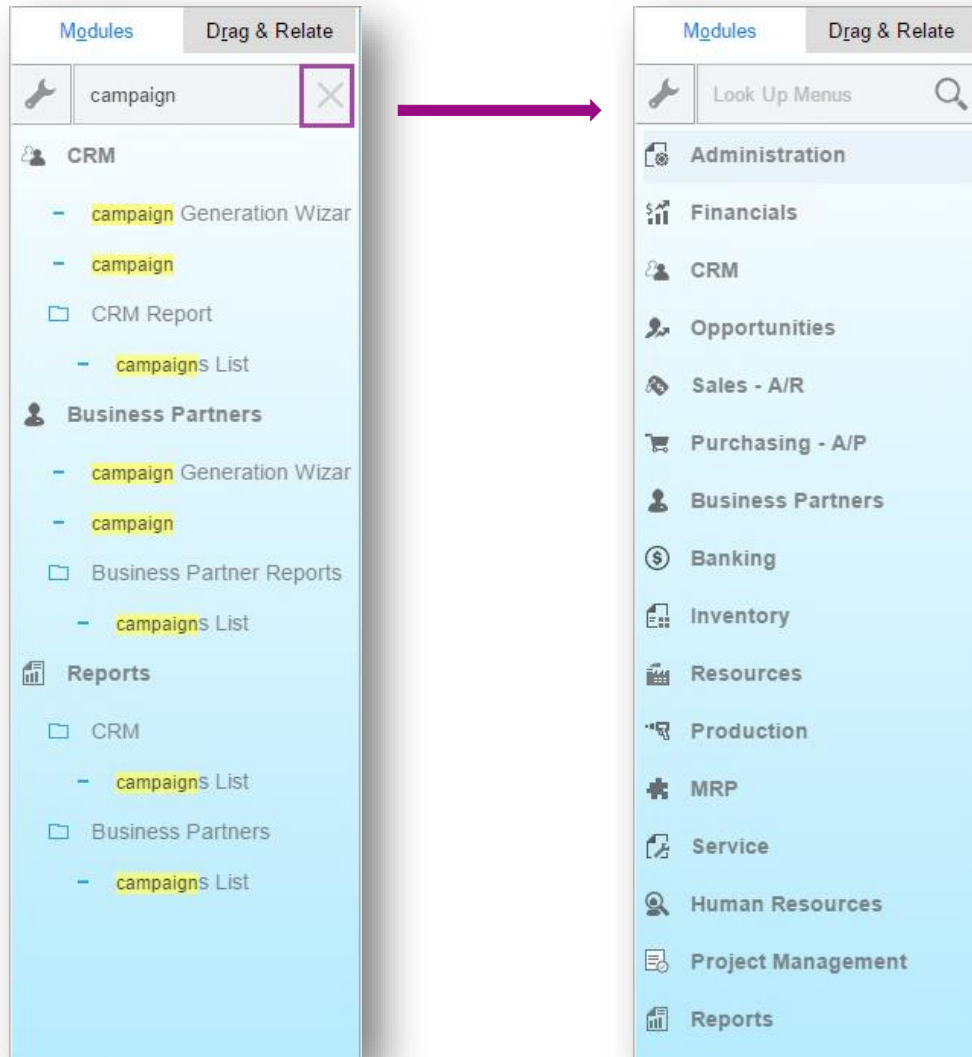 Modules Drag & Relate
campaign
CRM
campaign Generation Wizar
campaign
CRM Report
campaigns List
Business Partners
campaign Generation Wizar
campaign
Business Partner Reports
campaigns List
Reports
CRM
campaigns List
Business Partners
campaigns List
Modules Drag & Relate
Look Up Menus
Administration
Financials
CRM
Opportunities
Sales - A/R
Purchasing - A/P
Business Partners
Banking
Inventory
Resources
Production
MRP
Service
Human Resources
Project Management
Reports